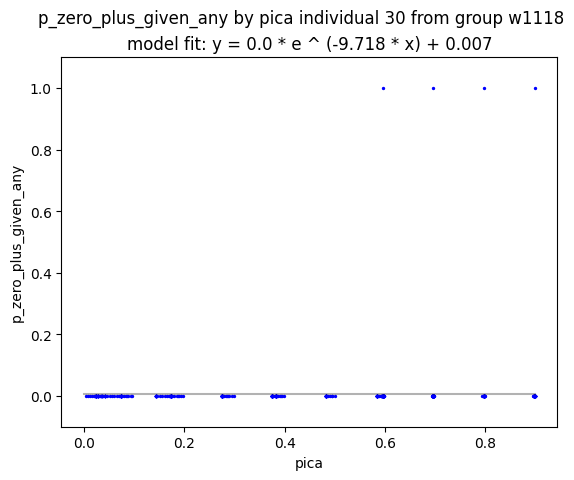 p_zero_plus_given_any by pica individual 30 from group w1118
model fit: y = 0.0 * e ^ (-9.718 * x) + 0.007
1.0
0.8
0.6
0.4
0.2
0.0
p_zero_plus_given_any
0.0 0.2 0.4 0.6 0.8
pica